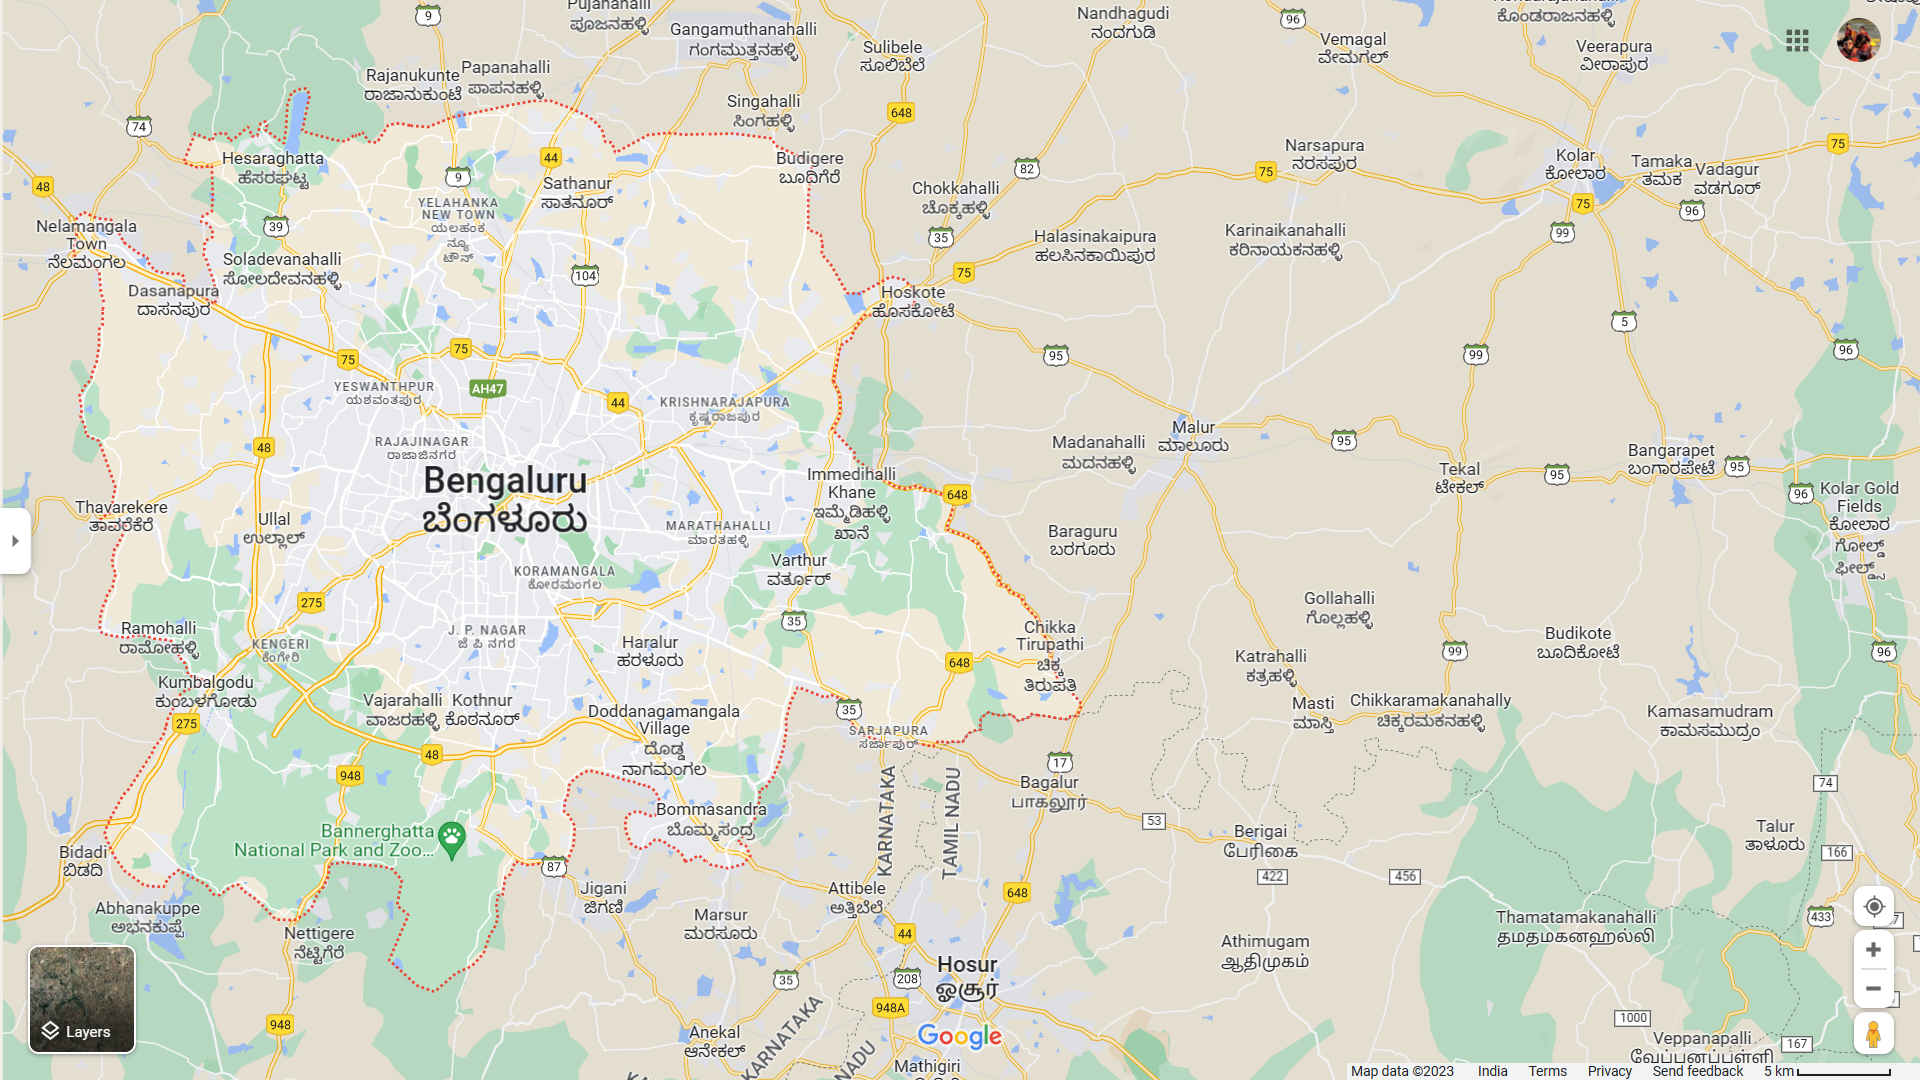 Pujanahalli
ಪೂಜನಹಳ್ಳಿ
9
Gangamuthanahalli
ಗಂಗಮುತ್ತನಹಳ್ಳಿ
Sulibele
ಸೂಲಿಬೆಲೆ
Nandhagudi
ನಂದಗುಡಿ
96
Vemagal
ವೇಮಗಲ್
ಕೊಂಡರಾಜನಹಳ್ಳಿ
Veerapura
ವೀರಾಪುರ
Rajanukunte
ರಾಜಾನುಕುಂಟೆ
Papanahalli
ಪಾಪನಹಳ್ಳಿ
Singahalli
ಸಿಂಗಹಳ್ಳಿ
648
74
Hesaraghatta
ಹೆಸರಘಟ್ಟ
9
44
Sathanur
ಸಾತನೂರ್
Budigere
ಬೂದಿಗೆರೆ
82
Chokkahalli
ಚೊಕ್ಕಹಳ್ಳಿ
Narsapura
ನರಸಪುರ
75
Kolar
ಕೋಲಾರ
75
Tamaka
ತಮಕ
Vadagur
ವಡಗೂರ್
75
96
48
Nelamangala
Town
ನೆಲಮಂಗಲ
39
YELAHANKA
NEW TOWN
ಯಲಹಂಕ
ನ್ಯೂ
ಟೌನ್
35
Halasinakaipura
ಹಲಸಿನಕಾಯಿಪುರ
Karinaikanahalli
ಕರಿನಾಯಕನಹಳ್ಳಿ
99
Soladevanahalli
ಸೋಲದೇವನಹಳ್ಳಿ
104
75
Dasanapura
ದಾಸನಪುರ
Hoskote
ಹೊಸಕೋಟೆ
5
75
75
95
99
96
AH47
YESWANTHPUR
ಯಶವಂತಪುರ
44
KRISHNARAJAPURA
ಕೃಷ್ಣರಾಜಪುರ
48
RAJAJINAGAR
ರಾಜಾಜಿನಗರ
Madanahalli
ಮದನಹಳ್ಳಿ
Malur
ಮಾಲೂರು
95
Bangarapet
ಬಂಗಾರಪೇಟೆ
95
Bengaluru
ಬೆಂಗಳೂರು
Immedihalli
Khane
ಇಮ್ಮೆಡಿಹಳ್ಳಿ
ಖಾನೆ
648
Tekal
ಟೇಕಲ್
95
96
Kolar Gold
Fields
ಕೋಲಾರ
ಗೋಲ್ಡ್
ಫೀಲ್ಡ್ಸ್
Thavarekere
ತಾವರೆಕೆರೆ
Ullal
ಉಲ್ಲಾಳ್
MARATHAHALLI
ಮಾರತಹಳ್ಳಿ
Baraguru
ಬರಗೂರು
Varthur
ವರ್ತೂರ್
KORAMANGALA
ಕೋರಮಂಗಲ
275
35
Gollahalli
ಗೊಲ್ಲಹಳ್ಳಿ
Ramohalli
ರಾಮೋಹಳ್ಳಿ
KENGERI
ಕೆಂಗೇರಿ
J. P. NAGAR
ಜೆ ಪಿ ನಗರ
Haralur
ಹರಳೂರು
648
Chikka
Tirupathi
ಚಿಕ್ಕ
ತಿರುಪತಿ
Katrahalli
ಕತ್ರಹಳ್ಳಿ
99
Budikote
ಬೂದಿಕೋಟೆ
96
Kumbalgodu
ಕುಂಬಳಗೋಡು
275
Vajarahalli
ವಾಜರಹಳ್ಳಿ
Kothnur
ಕೊಠನೂರ್
Doddanagamangala
Village
ದೊಡ್ಡ
ನಾಗಮಂಗಲ
35
SARJAPURA
ಸರ್ಜಾಪುರ್
Masti
ಮಾಸ್ತಿ
Chikkaramakanahally
ಚಿಕ್ಕರಮಕನಹಳ್ಳಿ
Kamasamudram
ಕಾಮಸಮುದ್ರಂ
48
948
KARNATAKA
TAMIL NADU
17
Bagalur
பாகலூர்
74
Bommasandra
ಬೊಮ್ಮಸಂದ್ರ
53
Berigai
பேரிகை
Bannerghatta
National Park and Zoo...
Talur
ತಾಳೂರು
166
Bidadi
ಬಿಡದಿ
87
Jigani
ಜಿಗಣಿ
Attibele
ಅತ್ತಿಬೆಲೆ
648
422
456
Abhanakuppe
ಅಭನಕುಪ್ಪೆ
Nettigere
ನೆಟ್ಟಿಗೆರೆ
Marsur
ಮರಸೂರು
44
Thamatamakanahalli
தமதமகனஹல்லி
433
Athimugam
ஆதிமுகம்
35
208
Hosur
ஓசூர்
948A
948
Anekal
ಆನೇಕಲ್
KARNATAKA
NADU
Google
Mathigiri
1000
Veppanapalli
வேப்பனபபள்ளி
167
Layers
Map data ©2023 India Terms Privacy Send feedback 5 km